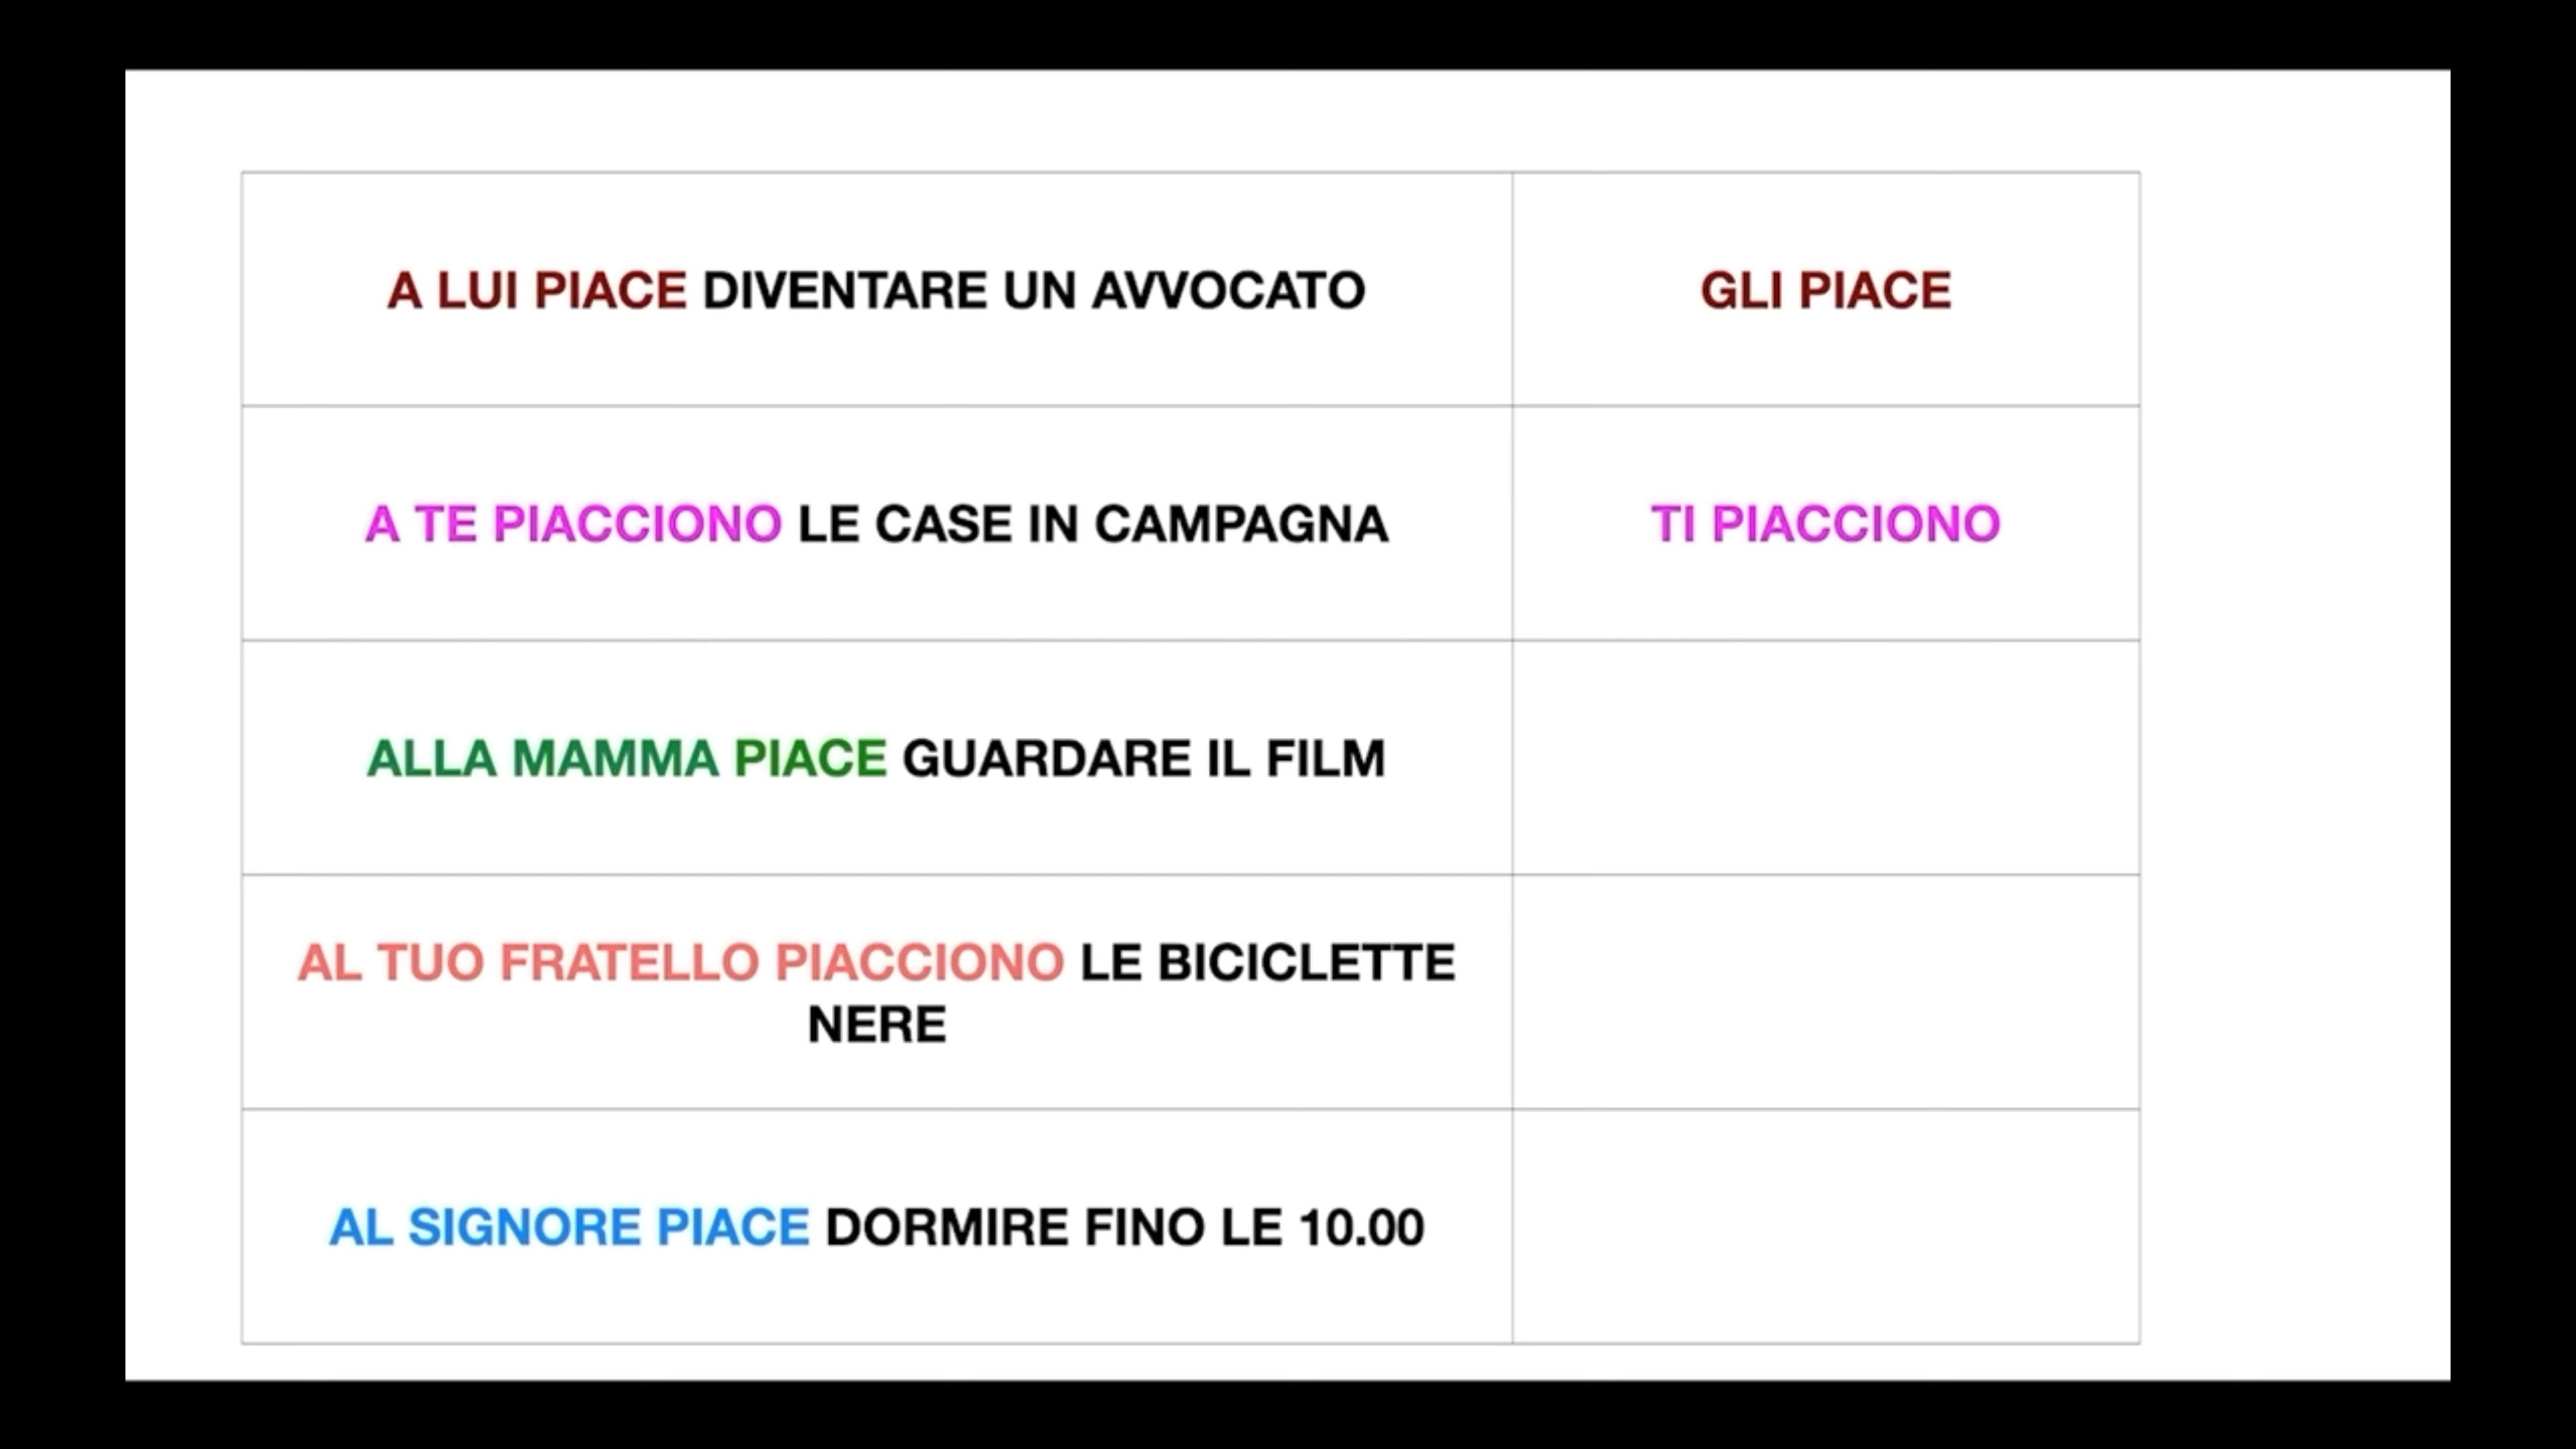 A LUI PIACE DIVENTARE UN AVVOCATO
GLI PIACE
A TE PIACCIONO LE CASE IN CAMPAGNA
TI PIACCIONO
ALLA MAMMA PIACE GUARDARE IL FILM
AL TUO FRATELLO PIACCIONO LE BICICLETTE
NERE
AL SIGNORE PIACE DORMIRE FINO LE 10.00